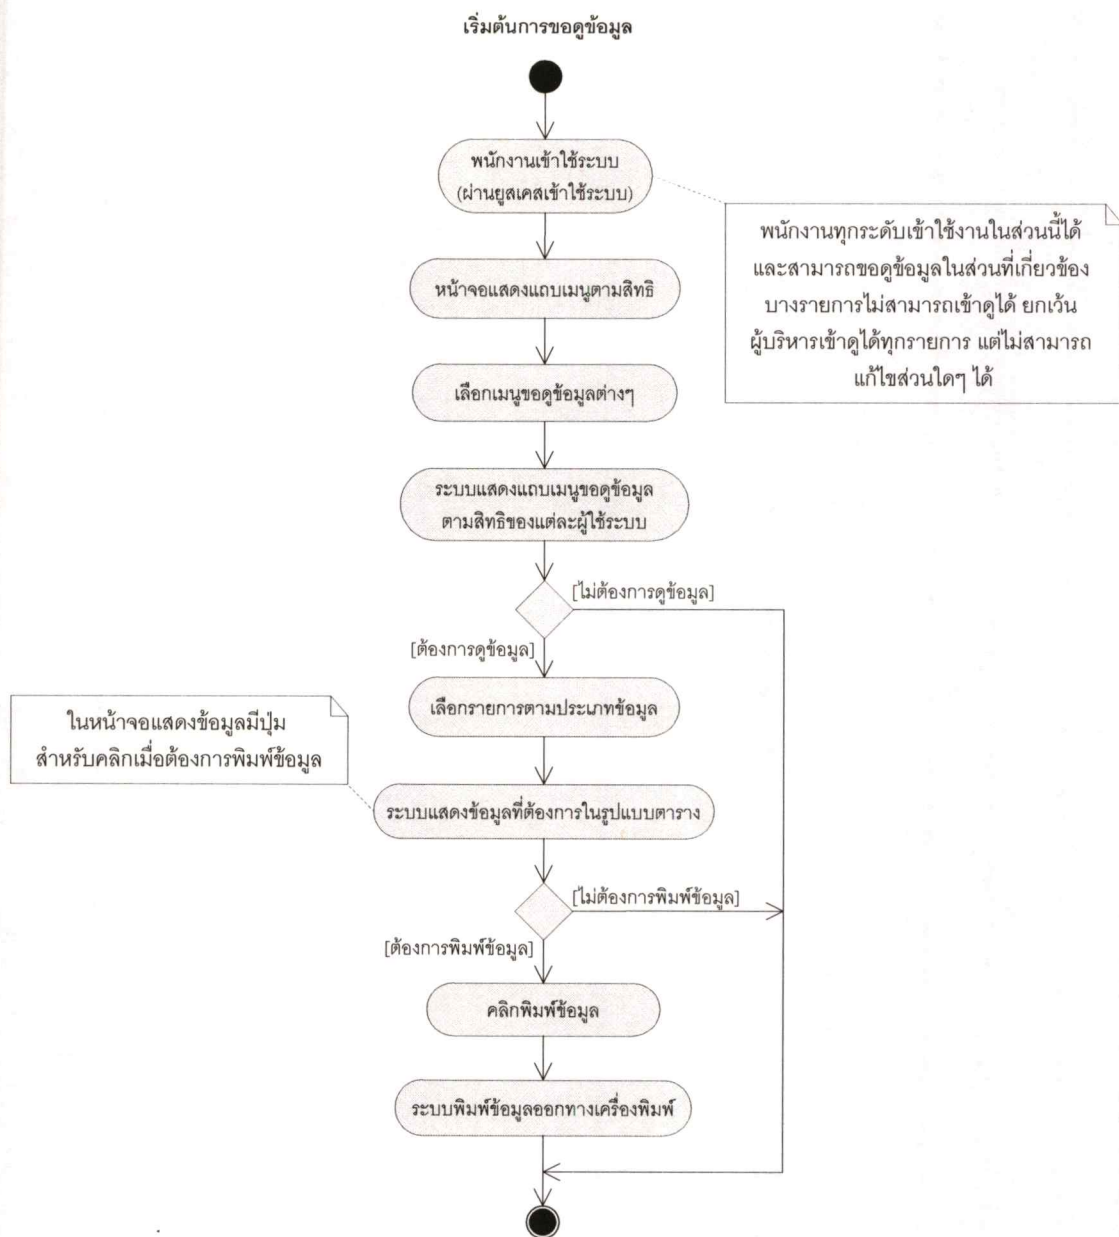 เริ่มต้นการขอดูข้อมูล
พนักงานเข้าใช้ระบบ
(ผ่านยูสเคสเข้าใช้ระบบ)
พนักงานทุกระดับเข้าใช้งานในส่วนนี้ได้
และสามารถขอดูข้อมูลในส่วนที่เกี่ยวข้อง
บางรายการไม่สามารถเข้าดูได้ ยกเว้น
ผู้บริหารเข้าดูได้ทุกรายการ แต่ไม่สามารถ
แก้ไขส่วนใดๆ ได้
หน้าจอแสดงแถบเมนูตามสิทธิ
เลือกเมนูขอดูข้อมูลต่างๆ
ระบบแสดงแถบเมนูขอดูข้อมูล
ตามสิทธิของแต่ละผู้ใช้ระบบ
[ไม่ต้องการดูข้อมูล]
[ต้องการดูข้อมูล]
เลือกรายการตามประเภทข้อมูล
ในหน้าจอแสดงข้อมูลมีปุ่ม
สำหรับคลิกเมื่อต้องการพิมพ์ข้อมูล
ระบบแสดงข้อมูลที่ต้องการในรูปแบบตาราง
[ไม่ต้องการพิมพ์ข้อมูล]
[ต้องการพิมพ์ข้อมูล]
คลิกพิมพ์ข้อมูล
ระบบพิมพ์ข้อมูลออกทางเครื่องพิมพ์